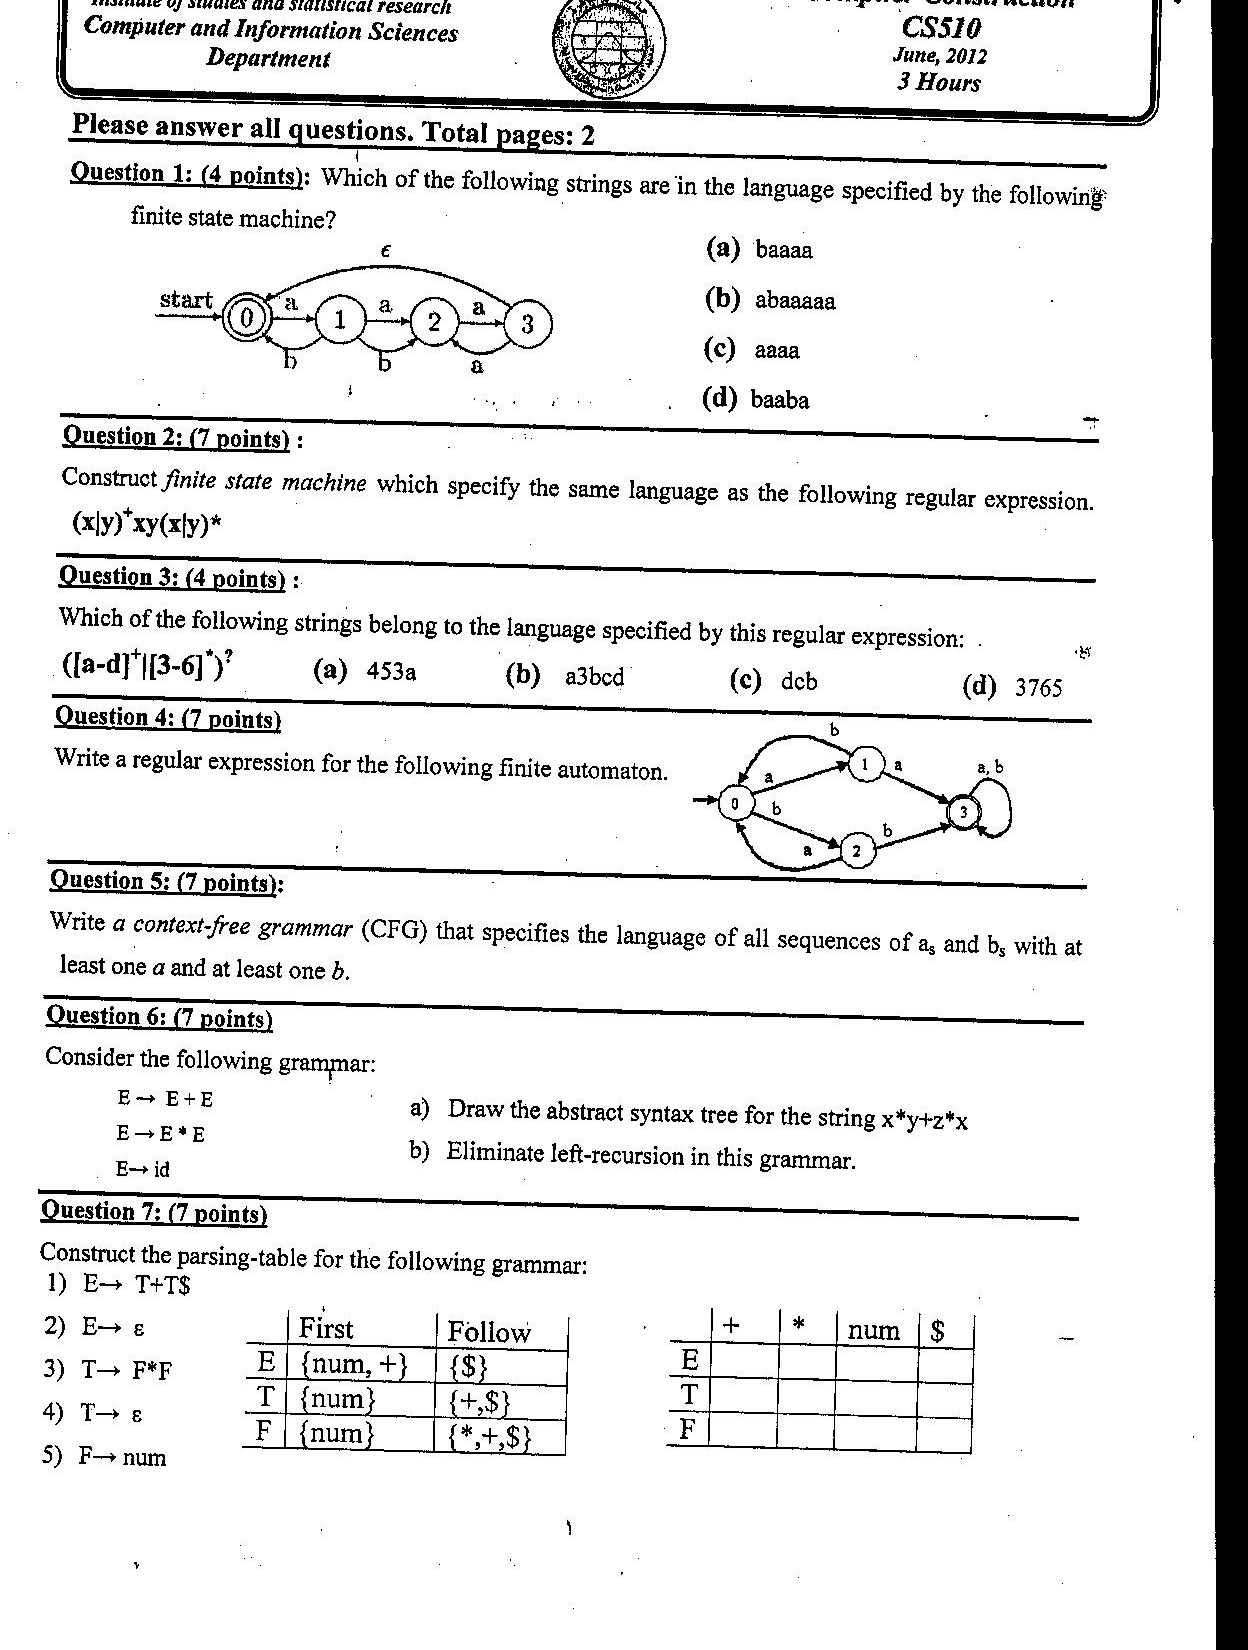 Institute of studies and statistical research
Computer and Information Sciences
Department
Construction
CS510
June, 2012
3 Hours
Please answer all questions. Total pages: 2
Question 1: (4 points): Which of the following strings are in the language specified by the following
finite state machine?
ϵ
start 0 a 1 a 2 a 3
b b a
(a) baaaa
(b) abaaaaa
(c) aaaa
(d) baaba
Question 2: (7 points) :
Construct finite state machine which specify the same language as the following regular expression.
(x|y)⁺xy(x|y)*
Question 3: (4 points) :
Which of the following strings belong to the language specified by this regular expression:
([a-d]⁺|[3-6]*)? (a) 453a (b) a3bcd (c) dcb (d) 3765
Question 4: (7 points)
Write a regular expression for the following finite automaton.
b
1 a a, b
a
0 b 3
b
a 2
Question 5: (7 points):
Write a context-free grammar (CFG) that specifies the language of all sequences of as and bs with at
least one a and at least one b.
Question 6: (7 points)
Consider the following grammar:
E→ E+E
E→E*E
E→ id
a) Draw the abstract syntax tree for the string x*y+z*x
b) Eliminate left-recursion in this grammar.
Question 7: (7 points)
Construct the parsing-table for the following grammar:
1) E→ T+T$
2) E→ ε
3) T→ F*F
4) T→ ε
5) F→ num
First Follow
E {num, +} {$}
T {num} {+,$}
F {num} {*,+,$}
+ * num $
E
T
F
1